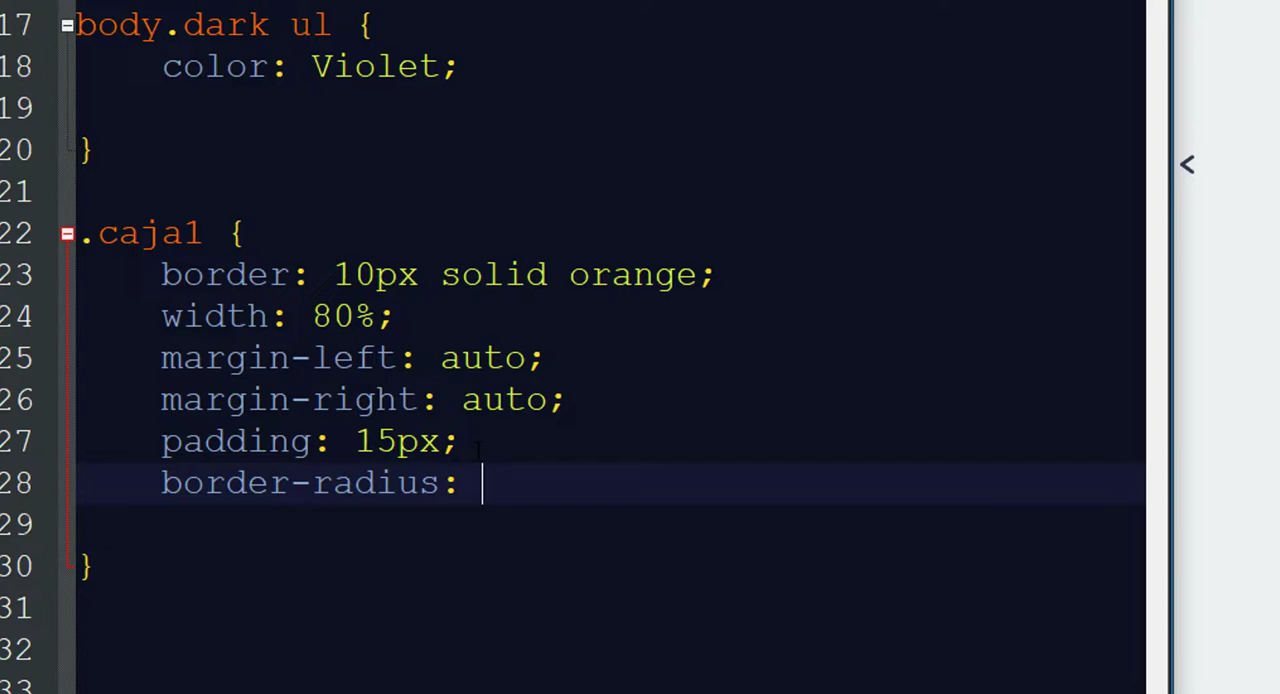 17 body.dark ul {
18 color: Violet;
19
20 }
21
22 .caja1 {
23 border: 10px solid orange;
24 width: 80%;
25 margin-left: auto;
26 margin-right: auto;
27 padding: 15px;
28 border-radius:
29
30 }
31
32
33